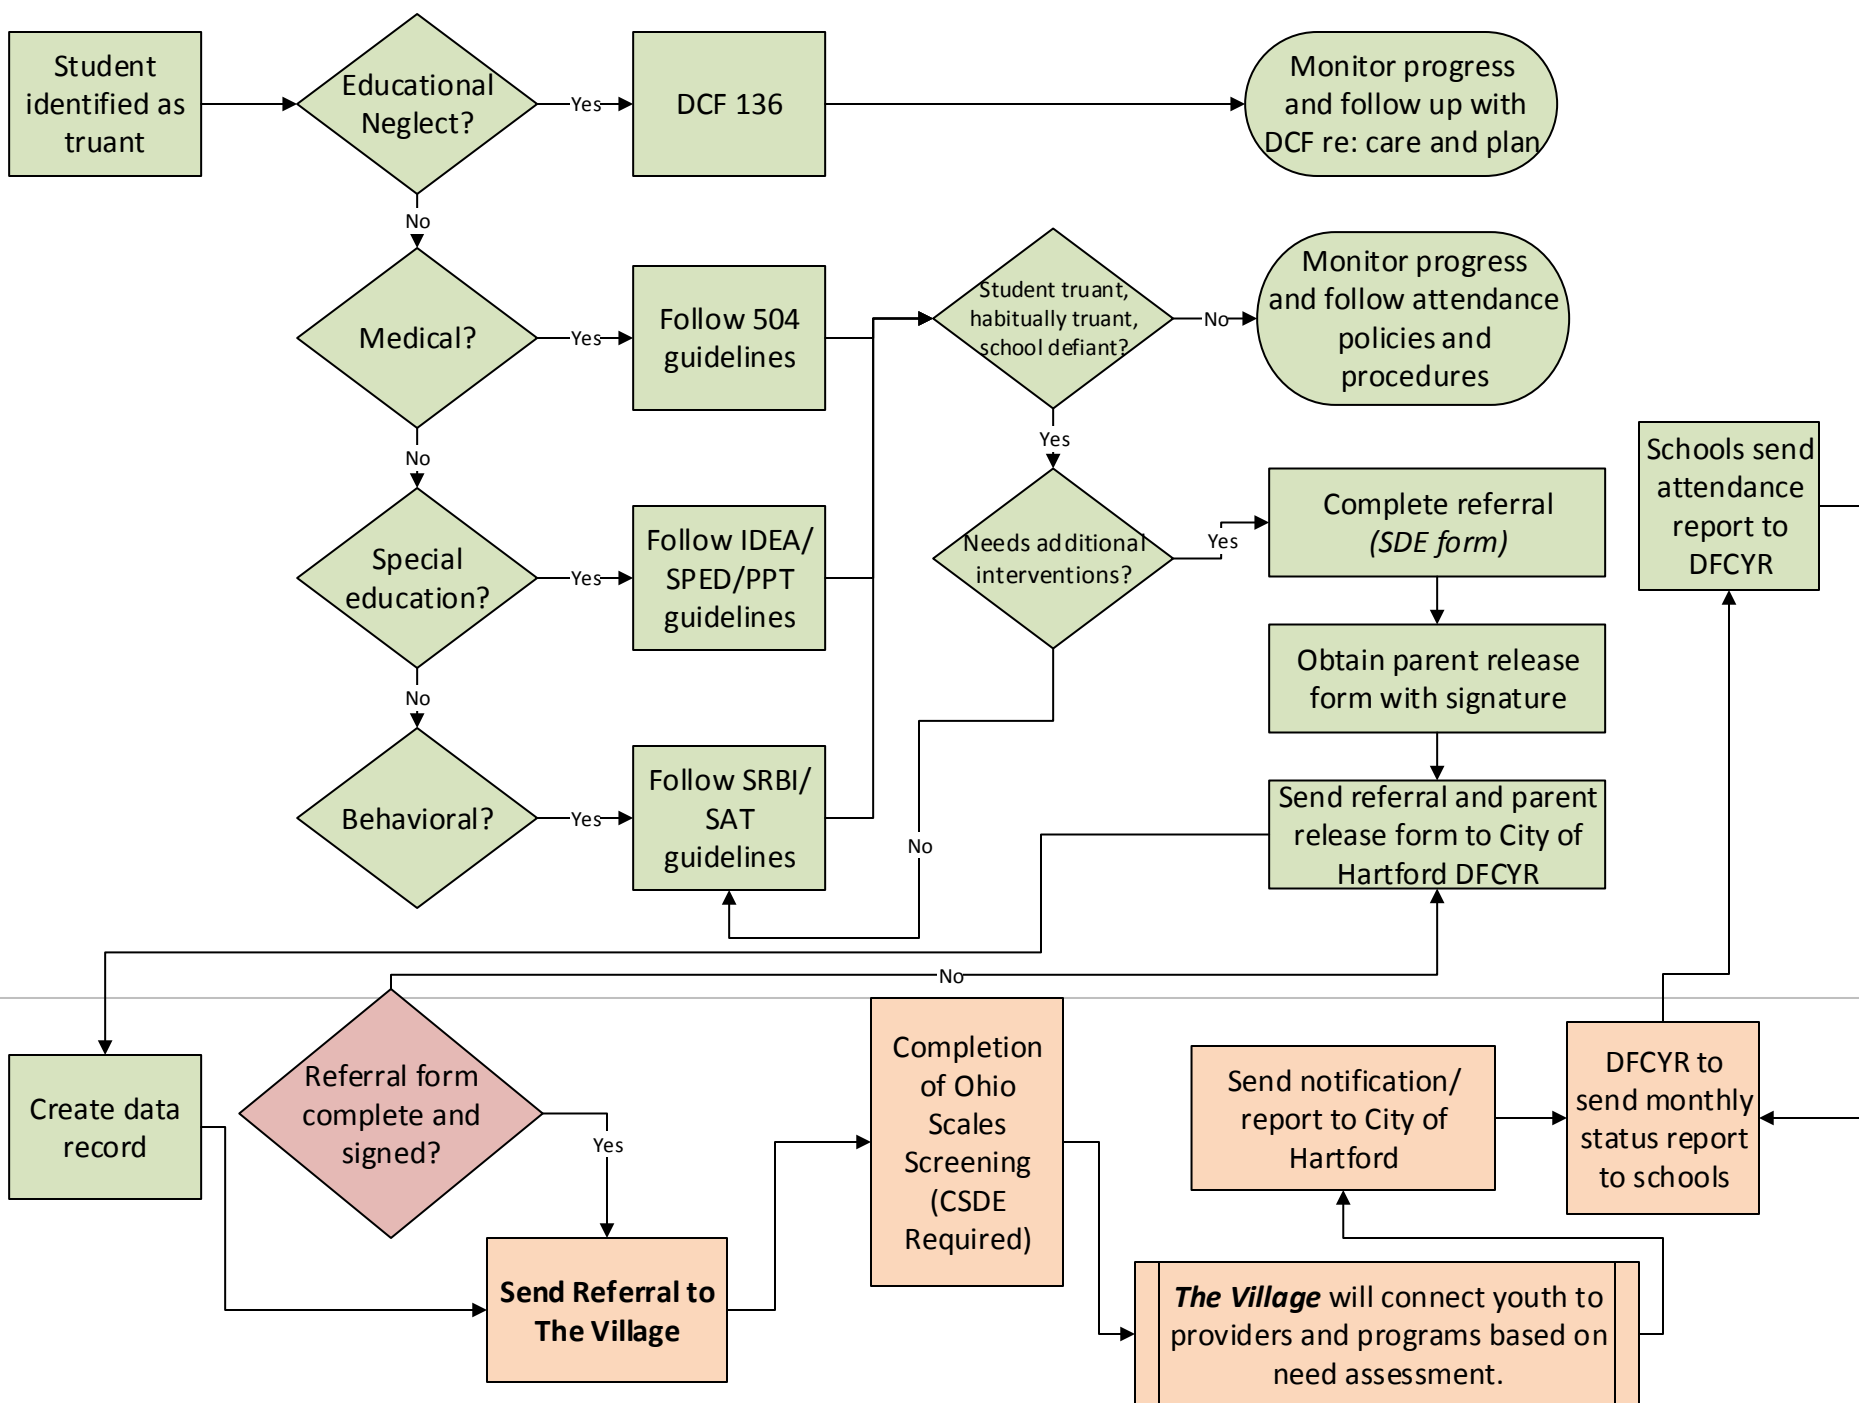 Student
identified as
truant
Educational
Neglect?
Yes
DCF 136
Monitor progress
and follow up with
DCF re: care and plan
No
Medical?
Yes
Follow 504
guidelines
Student truant,
habitually truant,
school defiant?
No
Monitor progress
and follow attendance
policies and
procedures
No
Yes
Special
education?
Yes
Follow IDEA/
SPED/PPT
guidelines
Needs additional
interventions?
Yes
Complete referral
(SDE form)
Schools send
attendance
report to
DFCYR
Obtain parent release
form with signature
No
Behavioral?
Yes
Follow SRBI/
SAT
guidelines
No
Send referral and parent
release form to City of
Hartford DFCYR
No
Create data
record
Referral form
complete and
signed?
Yes
Send Referral to
The Village
Completion
of Ohio
Scales
Screening
(CSDE
Required)
Send notification/
report to City of
Hartford
DFCYR to
send monthly
status report
to schools
The Village will connect youth to
providers and programs based on
need assessment.